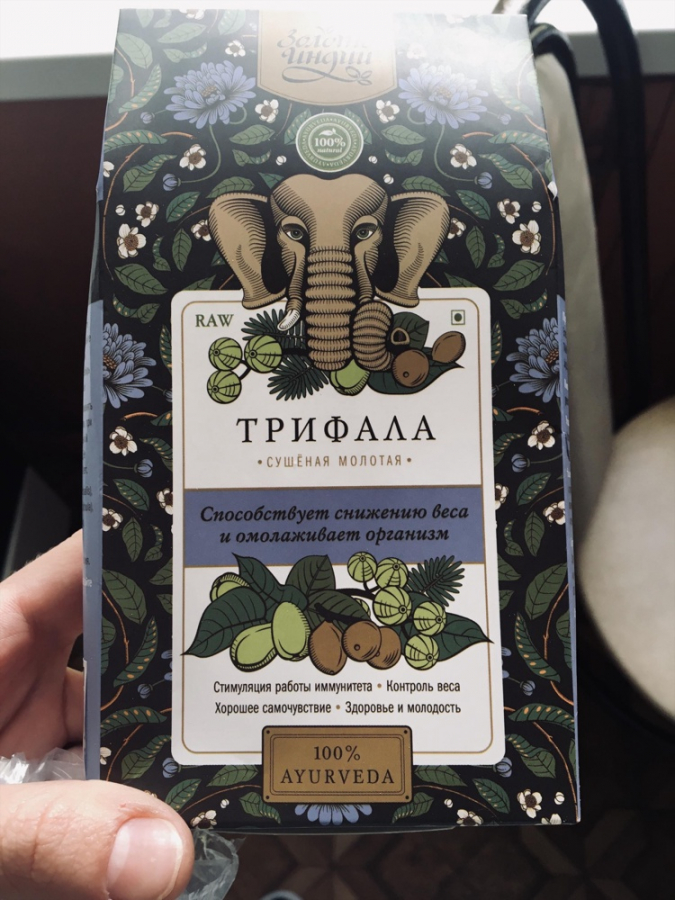 Золото
Индии
100%
natural
RAW
ТРИФАЛА
• СУШЁНАЯ МОЛОТАЯ •
Способствует снижению веса
и омолаживает организм
Стимуляция работы иммунитета • Контроль веса
Хорошее самочувствие • Здоровье и молодость
100%
AYURVEDA